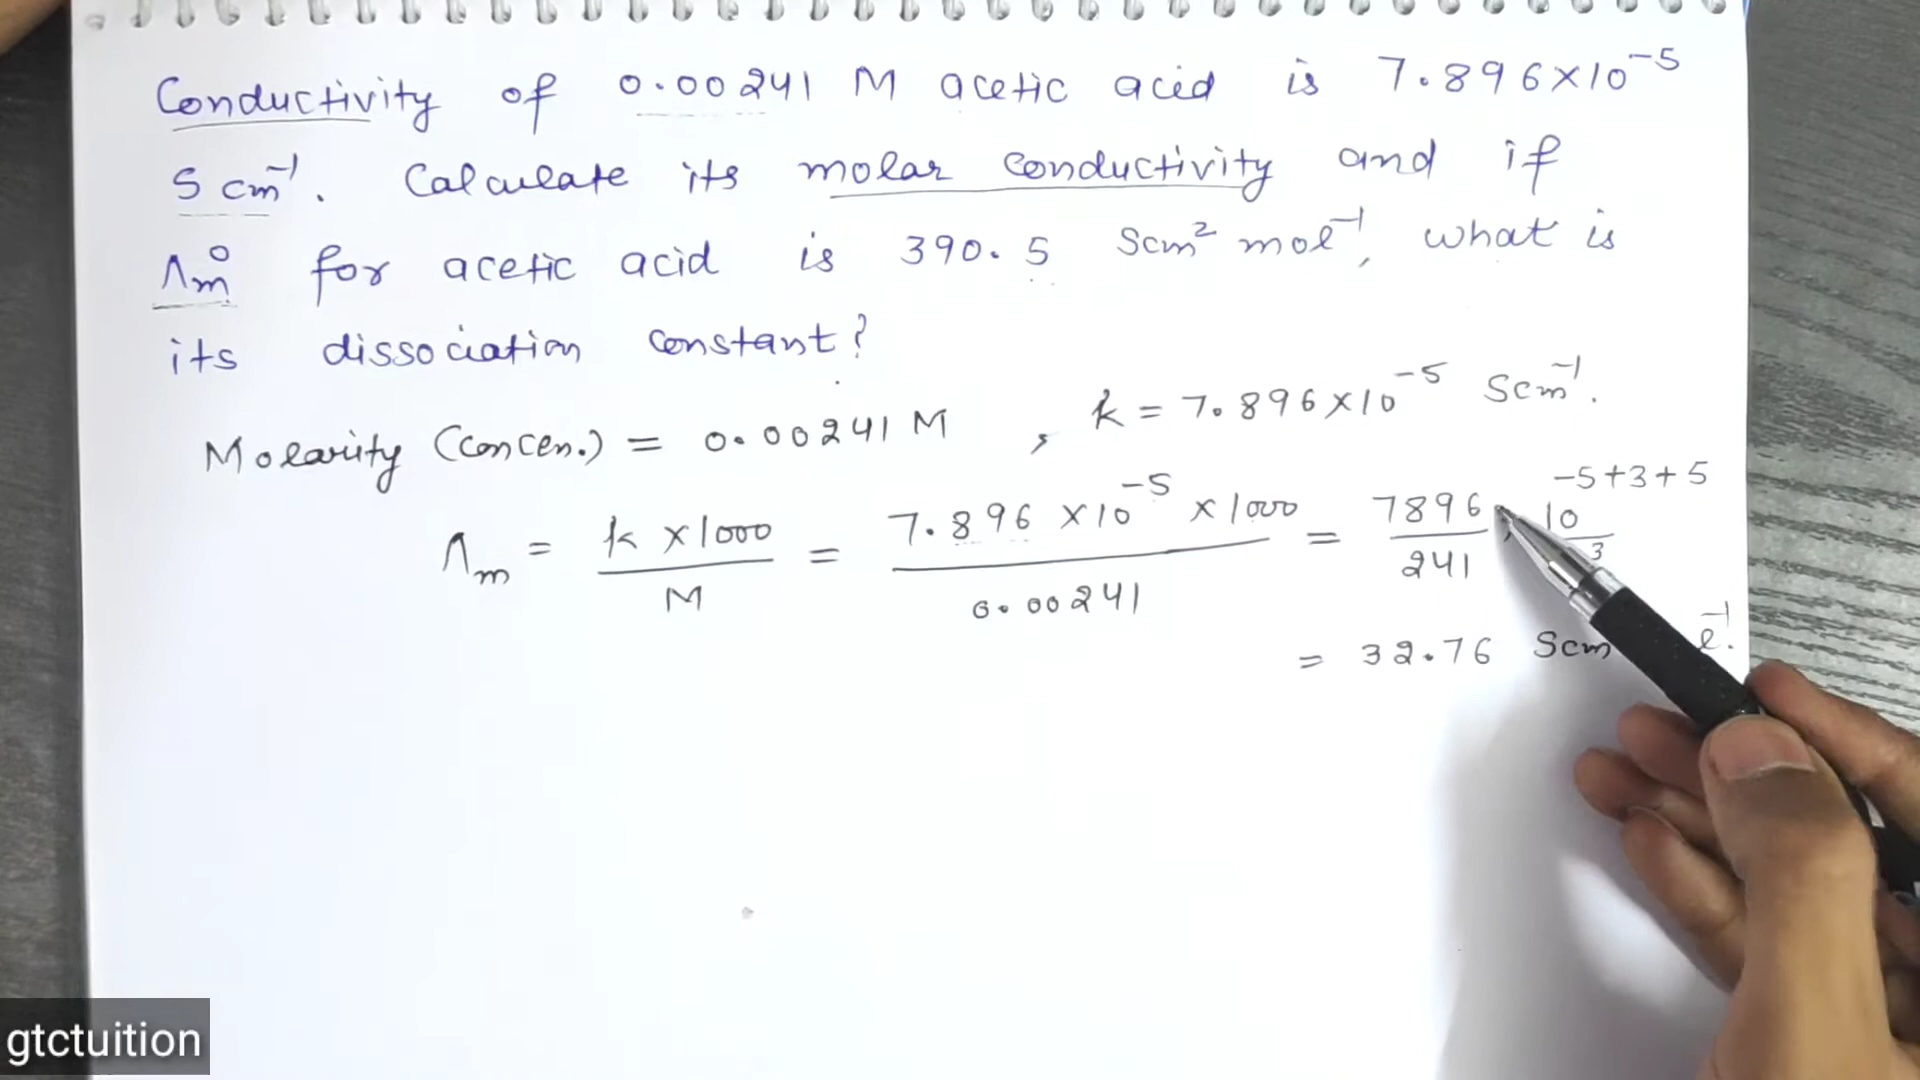 Conductivity of 0.00241 M acetic acid is 7.896×10⁻⁵
S cm⁻¹. Calculate its molar conductivity and if
Λm⁰ for acetic acid is 390.5 Scm² mol⁻¹, what is
its dissociation constant?
Molarity (Concen.) = 0.00241 M , k = 7.896×10⁻⁵ Scm⁻¹.
Λm = k ×1000 / M = 7.896 ×10⁻⁵ ×1000 / 0.00241 = 7896 / 241 × 10⁻⁵⁺³⁺⁵ / 3
= 32.76 Scm
gtctuition